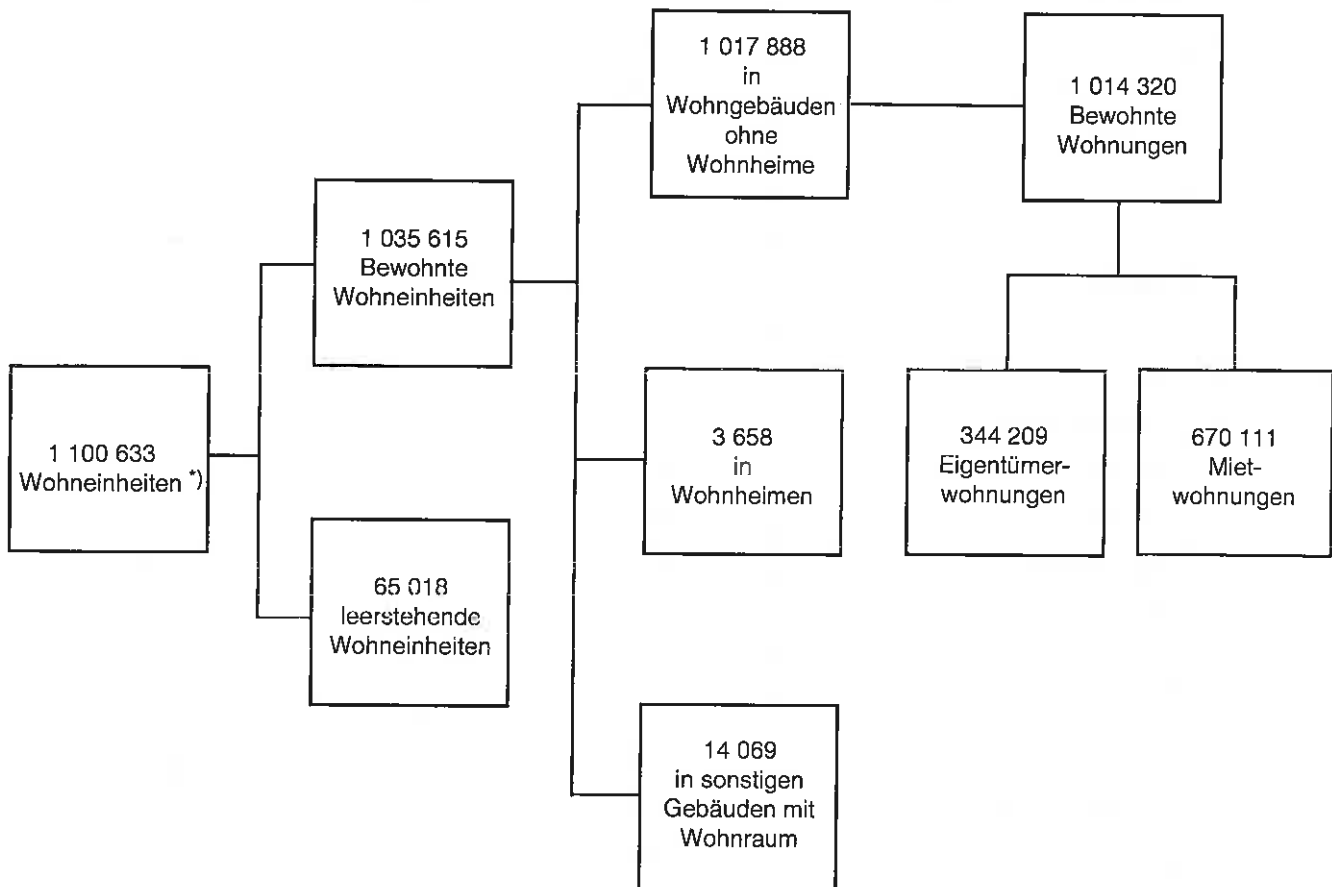 1 017 888
in
Wohngebäuden
ohne
Wohnheime
1 014 320
Bewohnte
Wohnungen
1 035 615
Bewohnte
Wohneinheiten
1 100 633
Wohneinheiten *)
3 658
in
Wohnheimen
344 209
Eigentümer-
wohnungen
670 111
Miet-
wohnungen
65 018
leerstehende
Wohneinheiten
14 069
in sonstigen
Gebäuden mit
Wohnraum